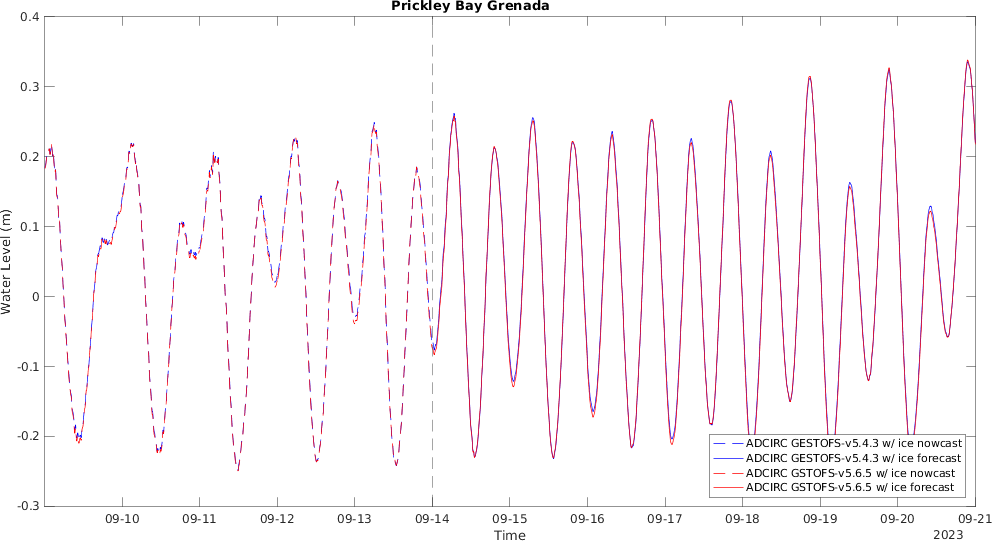 Prickley Bay Grenada
0.4
0.3
0.2
0.1
0
-0.1
-0.2
-0.3
Water Level (m)
ADCIRC GESTOFS-v5.4.3 w/ ice nowcast
ADCIRC GESTOFS-v5.4.3 w/ ice forecast
ADCIRC GSTOFS-v5.6.5 w/ ice nowcast
ADCIRC GSTOFS-v5.6.5 w/ ice forecast
09-10 09-11 09-12 09-13 09-14 09-15 09-16 09-17 09-18 09-19 09-20 09-21
Time
2023